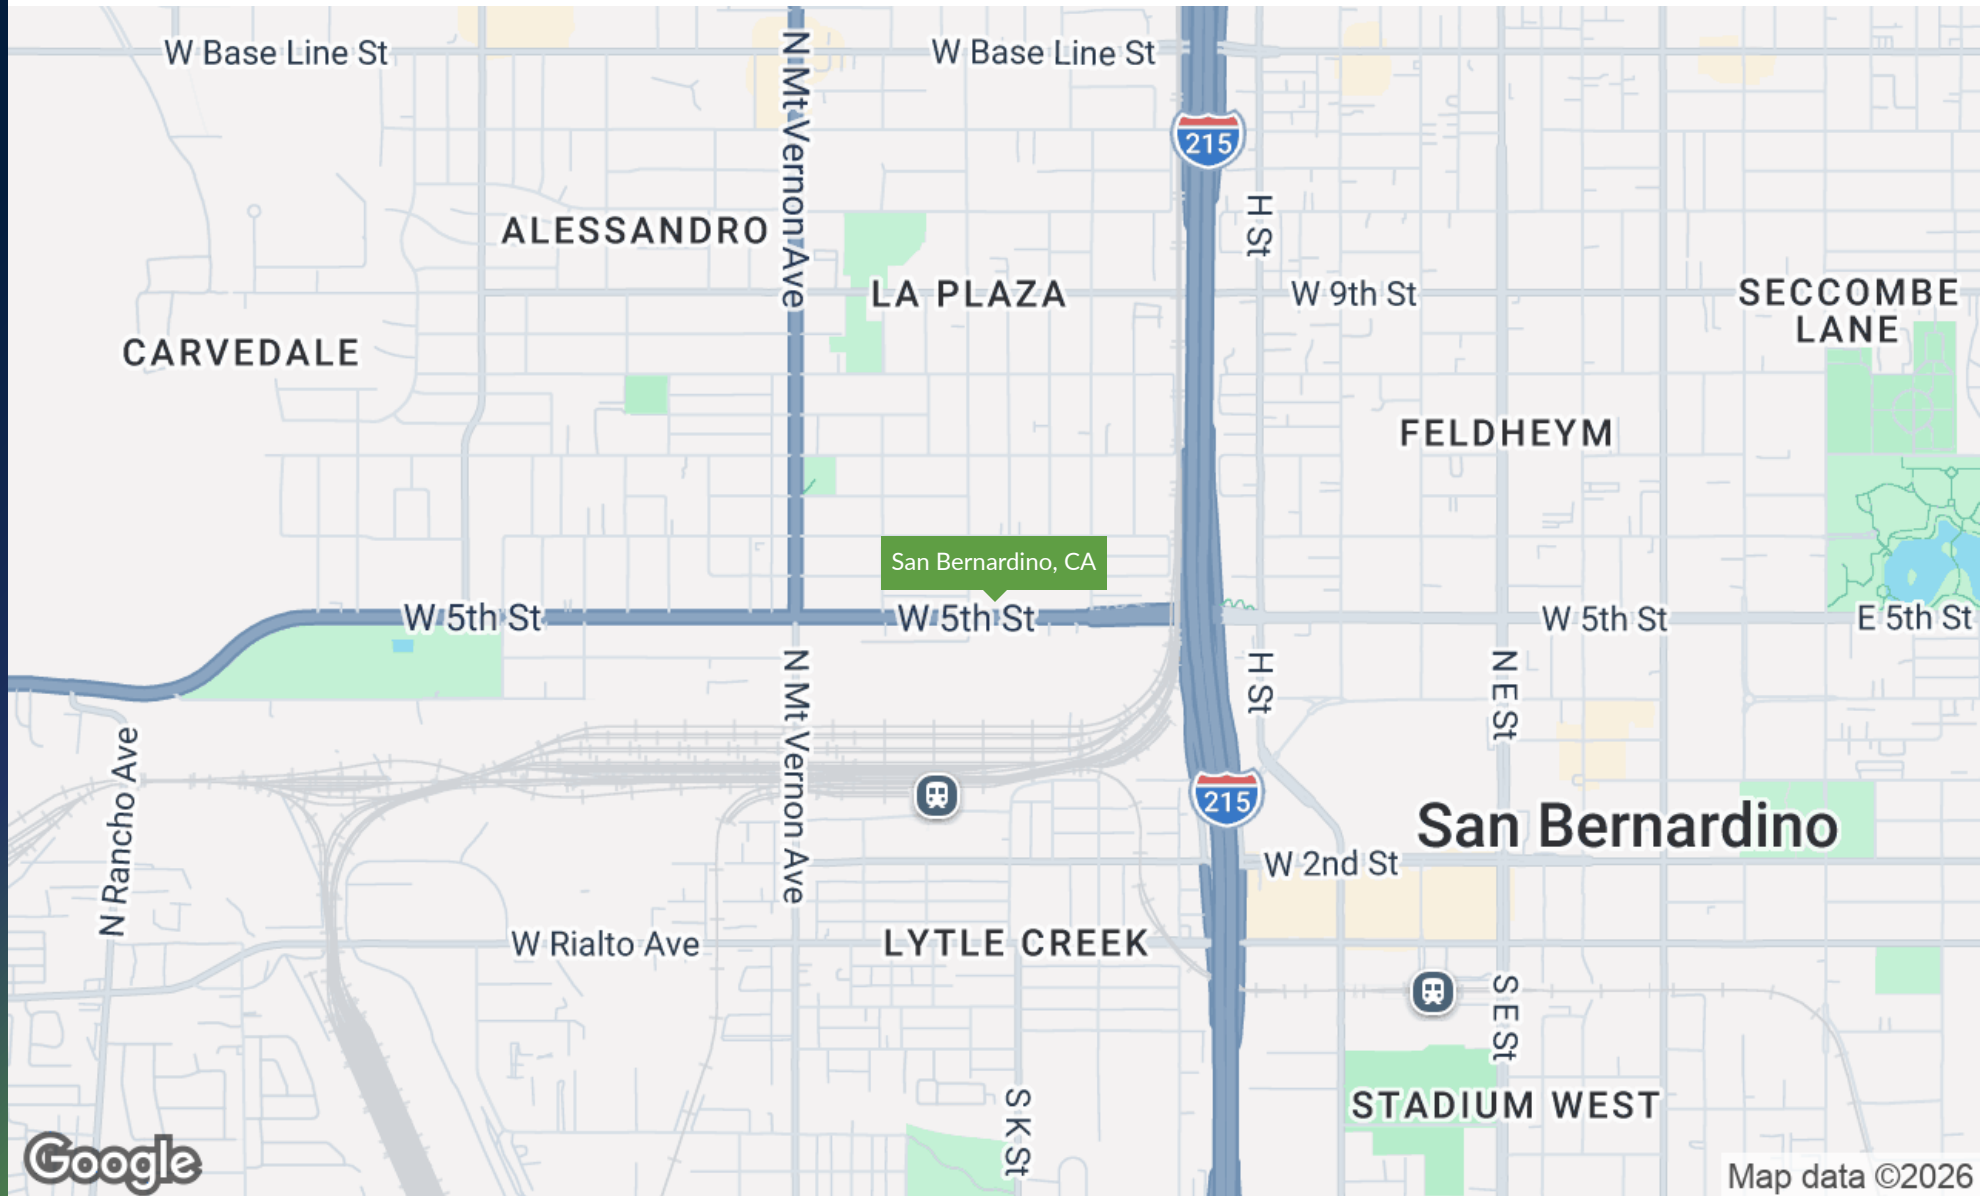 W Base Line St
W Base Line St
N Mt Vernon Ave
215
H St
ALESSANDRO
LA PLAZA
W 9th St
SECCOMBE
LANE
CARVEDALE
FELDHEYM
San Bernardino, CA
W 5th St
W 5th St
W 5th St
E 5th St
N Mt Vernon Ave
H St
N E St
N Rancho Ave
215
San Bernardino
W 2nd St
W Rialto Ave
LYTLE CREEK
S E St
S K St
STADIUM WEST
Google
Map data ©2026